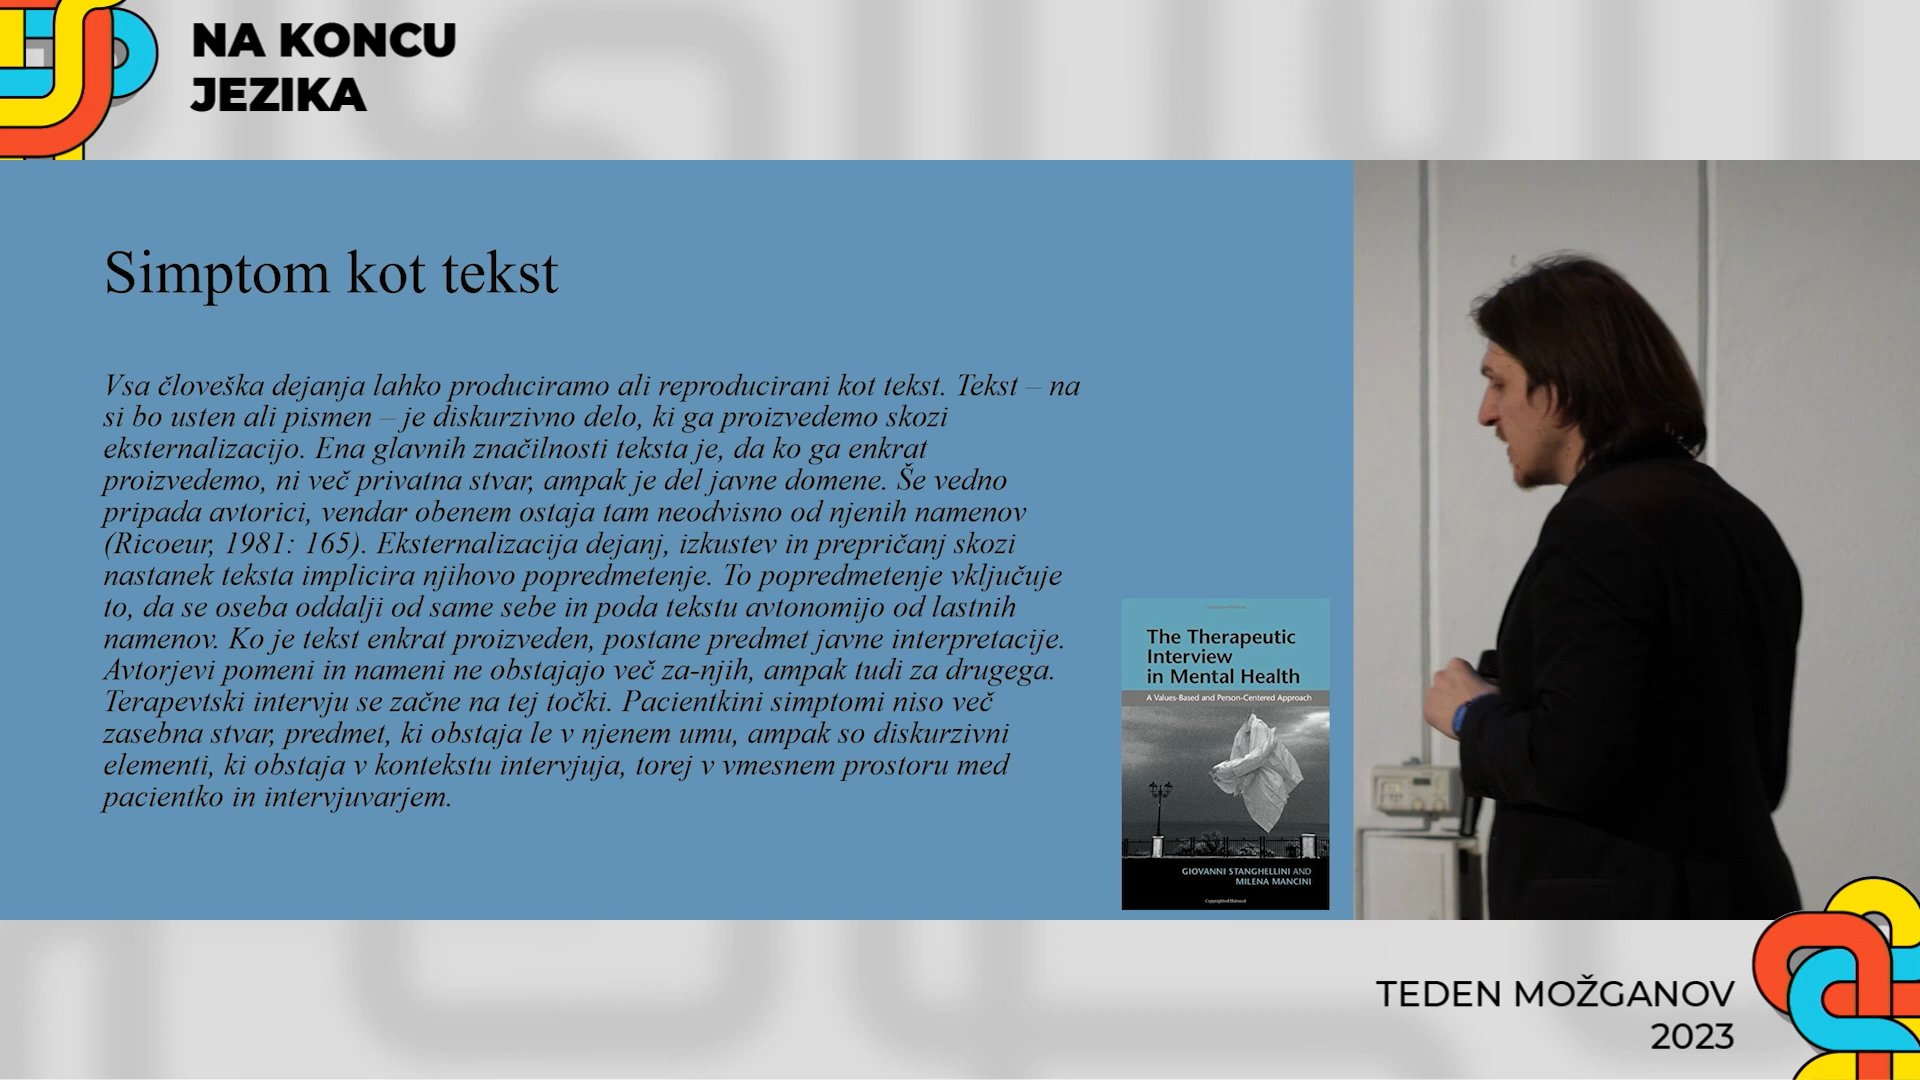 NA KONCU
JEZIKA
Simptom kot tekst
Vsa človeška dejanja lahko produciramo ali reproducirani kot tekst. Tekst – na
si bo usten ali pismen – je diskurzivno delo, ki ga proizvedemo skozi
eksternalizacijo. Ena glavnih značilnosti teksta je, da ko ga enkrat
proizvedemo, ni več privatna stvar, ampak je del javne domene. Še vedno
pripada avtorici, vendar obenem ostaja tam neodvisno od njenih namenov
(Ricoeur, 1981: 165). Eksternalizacija dejanj, izkustev in prepričanj skozi
nastanek teksta implicira njihovo popredmetenje. To popredmetenje vključuje
to, da se oseba oddalji od same sebe in poda tekstu avtonomijo od lastnih
namenov. Ko je tekst enkrat proizveden, postane predmet javne interpretacije.
Avtorjevi pomeni in nameni ne obstajajo več za-njih, ampak tudi za drugega.
Terapevtski intervju se začne na tej točki. Pacientkini simptomi niso več
zasebna stvar, predmet, ki obstaja le v njenem umu, ampak so diskurzivni
elementi, ki obstaja v kontekstu intervjuja, torej v vmesnem prostoru med
pacientko in intervjuvarjem.
Copyrighted Material
The Therapeutic
Interview
in Mental Health
A Values-Based and Person-Centered Approach
GIOVANNI STANGHELLINI AND
MILENA MANCINI
Copyrighted Material
TEDEN MOŽGANOV
2023